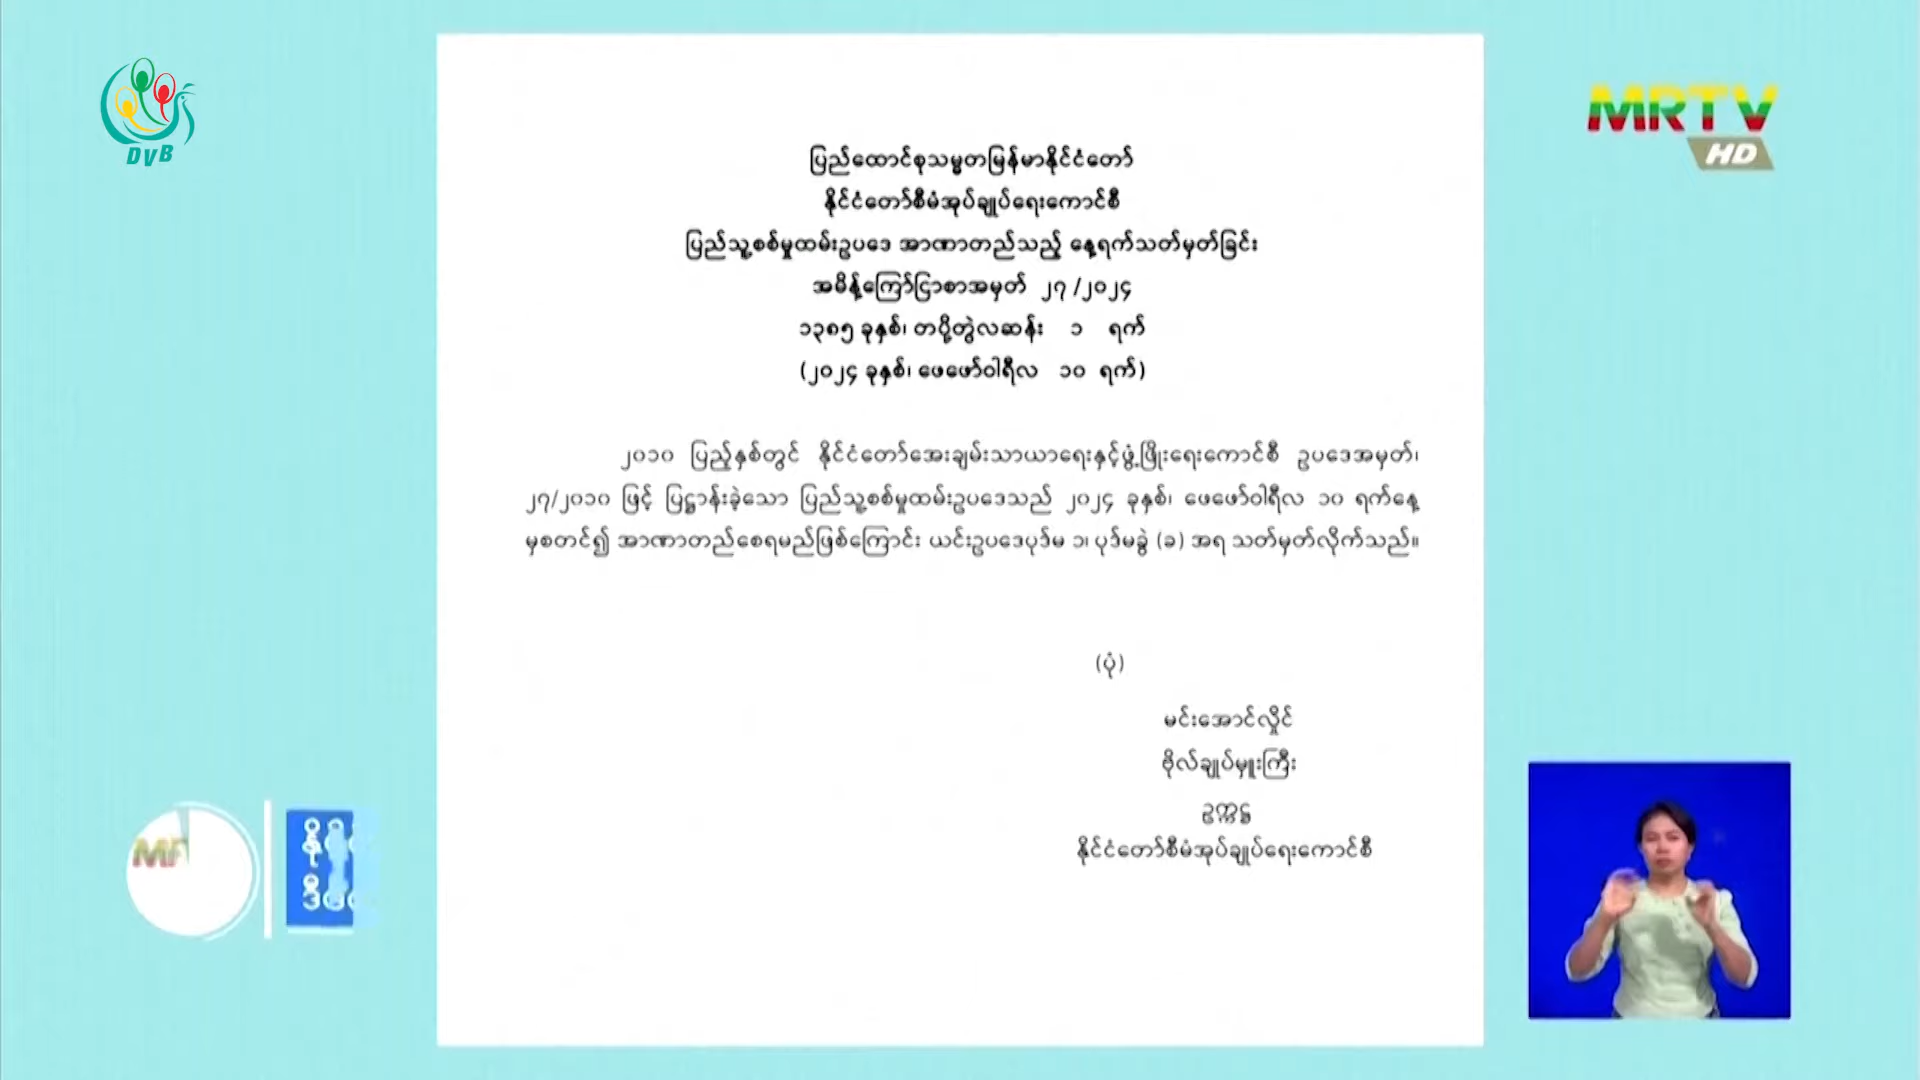 DVB
MRTV
HD
ပြည်ထောင်စုသမ္မတမြန်မာနိုင်ငံတော်
နိုင်ငံတော်စီမံအုပ်ချုပ်ရေးကောင်စီ
ပြည်သူ့စစ်မှုထမ်းဥပဒေ အာဏာတည်သည့် နေ့ရက်သတ်မှတ်ခြင်း
အမိန့်ကြော်ငြာစာအမှတ် ၂၇ /၂၀၂၄
၁၃၈၅ ခုနှစ်၊ တပို့တွဲလဆန်း ၁ ရက်
(၂၀၂၄ ခုနှစ်၊ ဖေဖော်ဝါရီလ ၁၀ ရက်)
၂၀၁၀ ပြည့်နှစ်တွင် နိုင်ငံတော်အေးချမ်းသာယာရေးနှင့်ဖွံ့ဖြိုးရေးကောင်စီ ဥပဒေအမှတ်၊
၂၇/၂၀၁၀ ဖြင့် ပြဋ္ဌာန်းခဲ့သော ပြည်သူ့စစ်မှုထမ်းဥပဒေသည် ၂၀၂၄ ခုနှစ်၊ ဖေဖော်ဝါရီလ ၁၀ ရက်နေ့
မှစတင်၍ အာဏာတည်စေရမည်ဖြစ်ကြောင်း ယင်းဥပဒေပုဒ်မ ၁၊ ပုဒ်မခွဲ (ခ) အရ သတ်မှတ်လိုက်သည်။
(ပုံ)
မင်းအောင်လှိုင်
ဗိုလ်ချုပ်မှူးကြီး
ဥက္ကဋ္ဌ
နိုင်ငံတော်စီမံအုပ်ချုပ်ရေးကောင်စီ